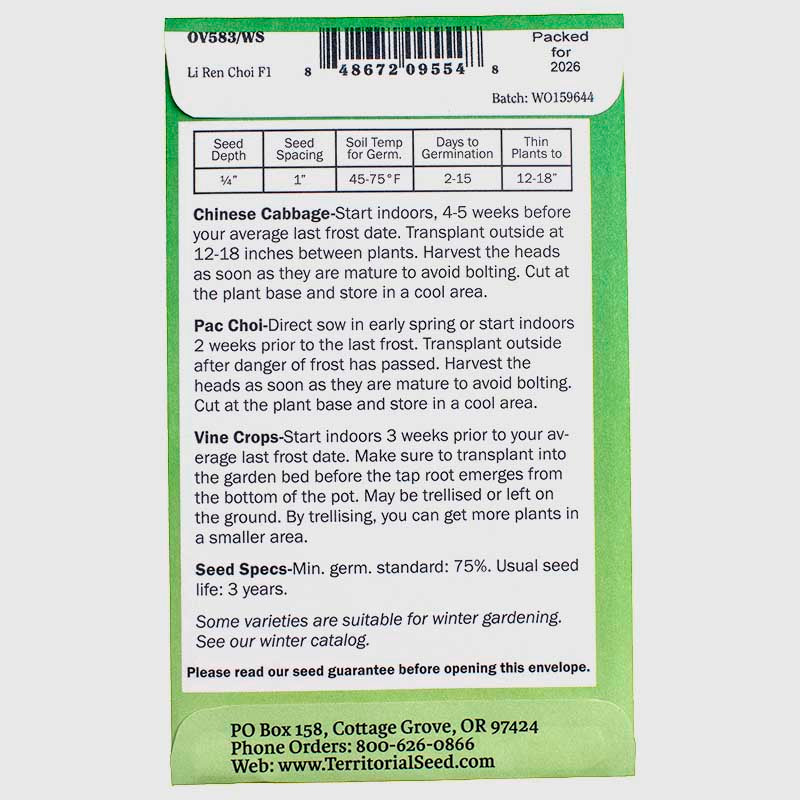 OV583/WS
Li Ren Choi F1
8 48672 09554 8
Packed
for
2026
Batch: WO159644
Seed Depth | Seed Spacing | Soil Temp for Germ. | Days to Germination | Thin Plants to
¼" | 1" | 45-75°F | 2-15 | 12-18"
Chinese Cabbage-Start indoors, 4-5 weeks before
your average last frost date. Transplant outside at
12-18 inches between plants. Harvest the heads
as soon as they are mature to avoid bolting. Cut at
the plant base and store in a cool area.
Pac Choi-Direct sow in early spring or start indoors
2 weeks prior to the last frost. Transplant outside
after danger of frost has passed. Harvest the
heads as soon as they are mature to avoid bolting.
Cut at the plant base and store in a cool area.
Vine Crops-Start indoors 3 weeks prior to your av-
erage last frost date. Make sure to transplant into
the garden bed before the tap root emerges from
the bottom of the pot. May be trellised or left on
the ground. By trellising, you can get more plants in
a smaller area.
Seed Specs-Min. germ. standard: 75%. Usual seed
life: 3 years.
Some varieties are suitable for winter gardening.
See our winter catalog.
Please read our seed guarantee before opening this envelope.
PO Box 158, Cottage Grove, OR 97424
Phone Orders: 800-626-0866
Web: www.TerritorialSeed.com